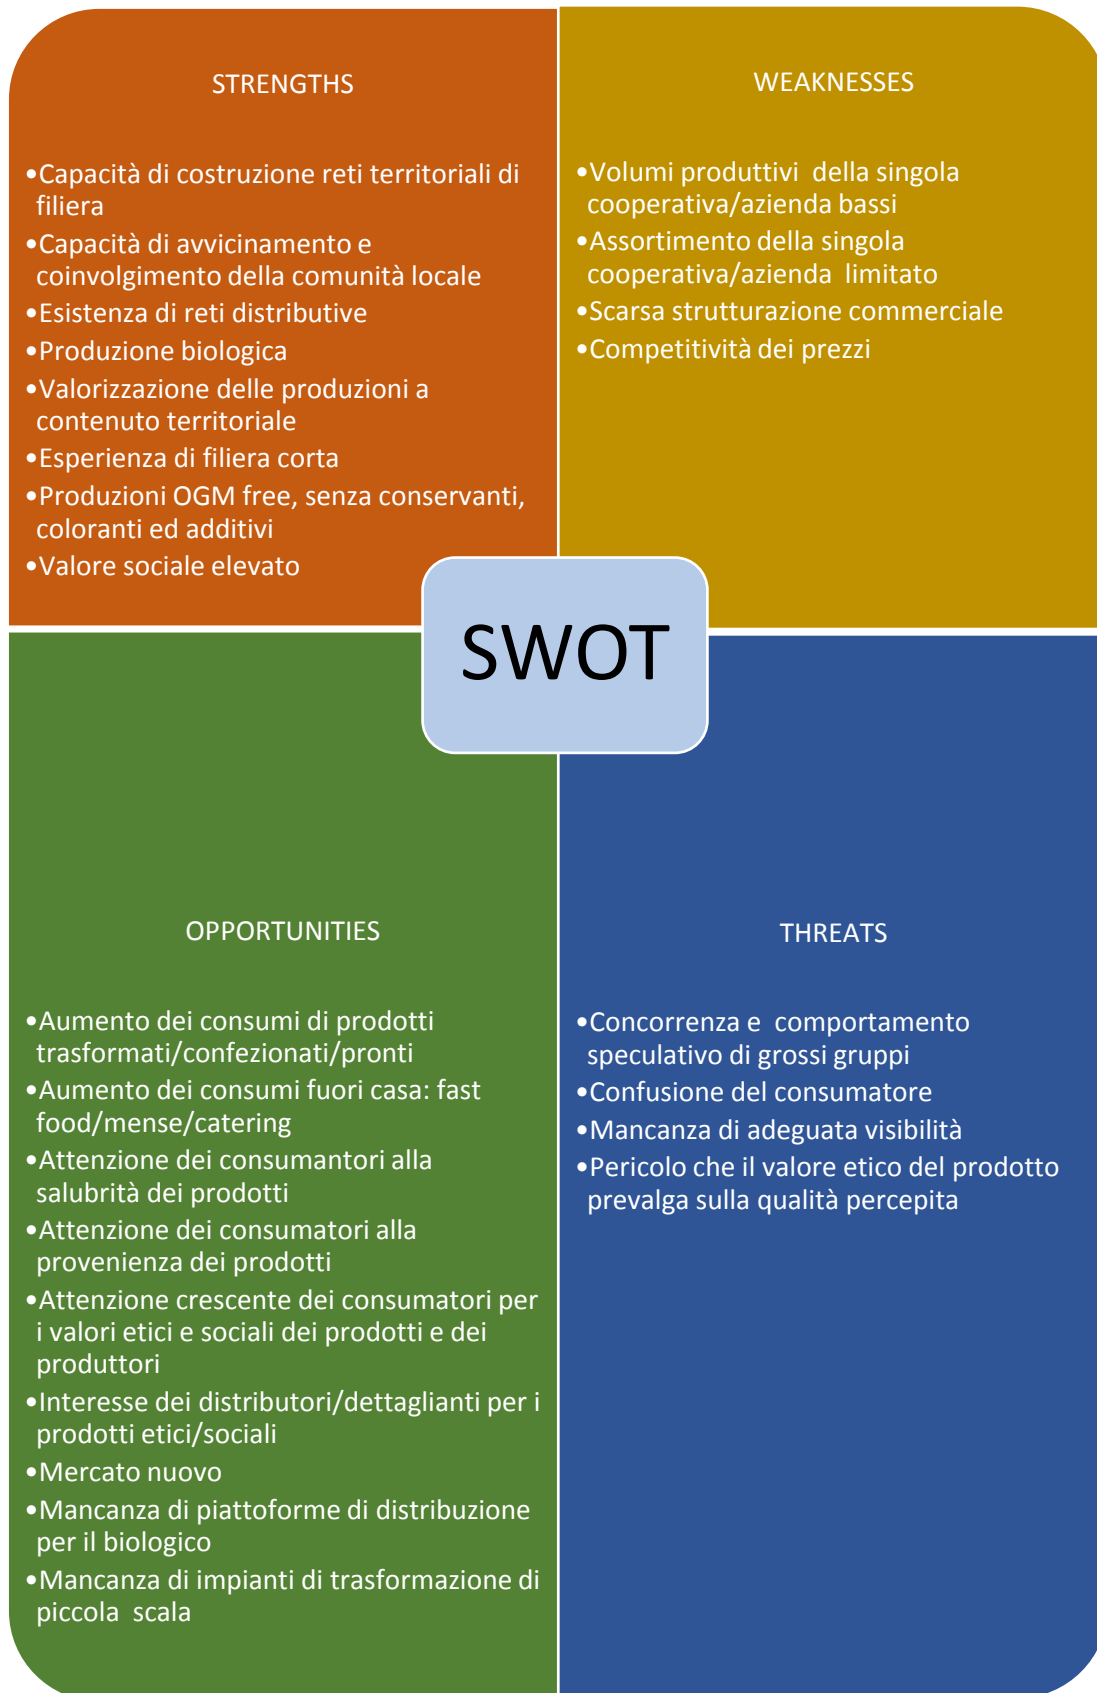 STRENGTHS
•Capacità di costruzione reti territoriali di
filiera
•Capacità di avvicinamento e
coinvolgimento della comunità locale
•Esistenza di reti distributive
•Produzione biologica
•Valorizzazione delle produzioni a
contenuto territoriale
•Esperienza di filiera corta
•Produzioni OGM free, senza conservanti,
coloranti ed additivi
•Valore sociale elevato
WEAKNESSES
•Volumi produttivi della singola
cooperativa/azienda bassi
•Assortimento della singola
cooperativa/azienda limitato
•Scarsa strutturazione commerciale
•Competitività dei prezzi
SWOT
OPPORTUNITIES
•Aumento dei consumi di prodotti
trasformati/confezionati/pronti
•Aumento dei consumi fuori casa: fast
food/mense/catering
•Attenzione dei consumantori alla
salubrità dei prodotti
•Attenzione dei consumatori alla
provenienza dei prodotti
•Attenzione crescente dei consumatori per
i valori etici e sociali dei prodotti e dei
produttori
•Interesse dei distributori/dettaglianti per i
prodotti etici/sociali
•Mercato nuovo
•Mancanza di piattoforme di distribuzione
per il biologico
•Mancanza di impianti di trasformazione di
piccola scala
THREATS
•Concorrenza e comportamento
speculativo di grossi gruppi
•Confusione del consumatore
•Mancanza di adeguata visibilità
•Pericolo che il valore etico del prodotto
prevalga sulla qualità percepita